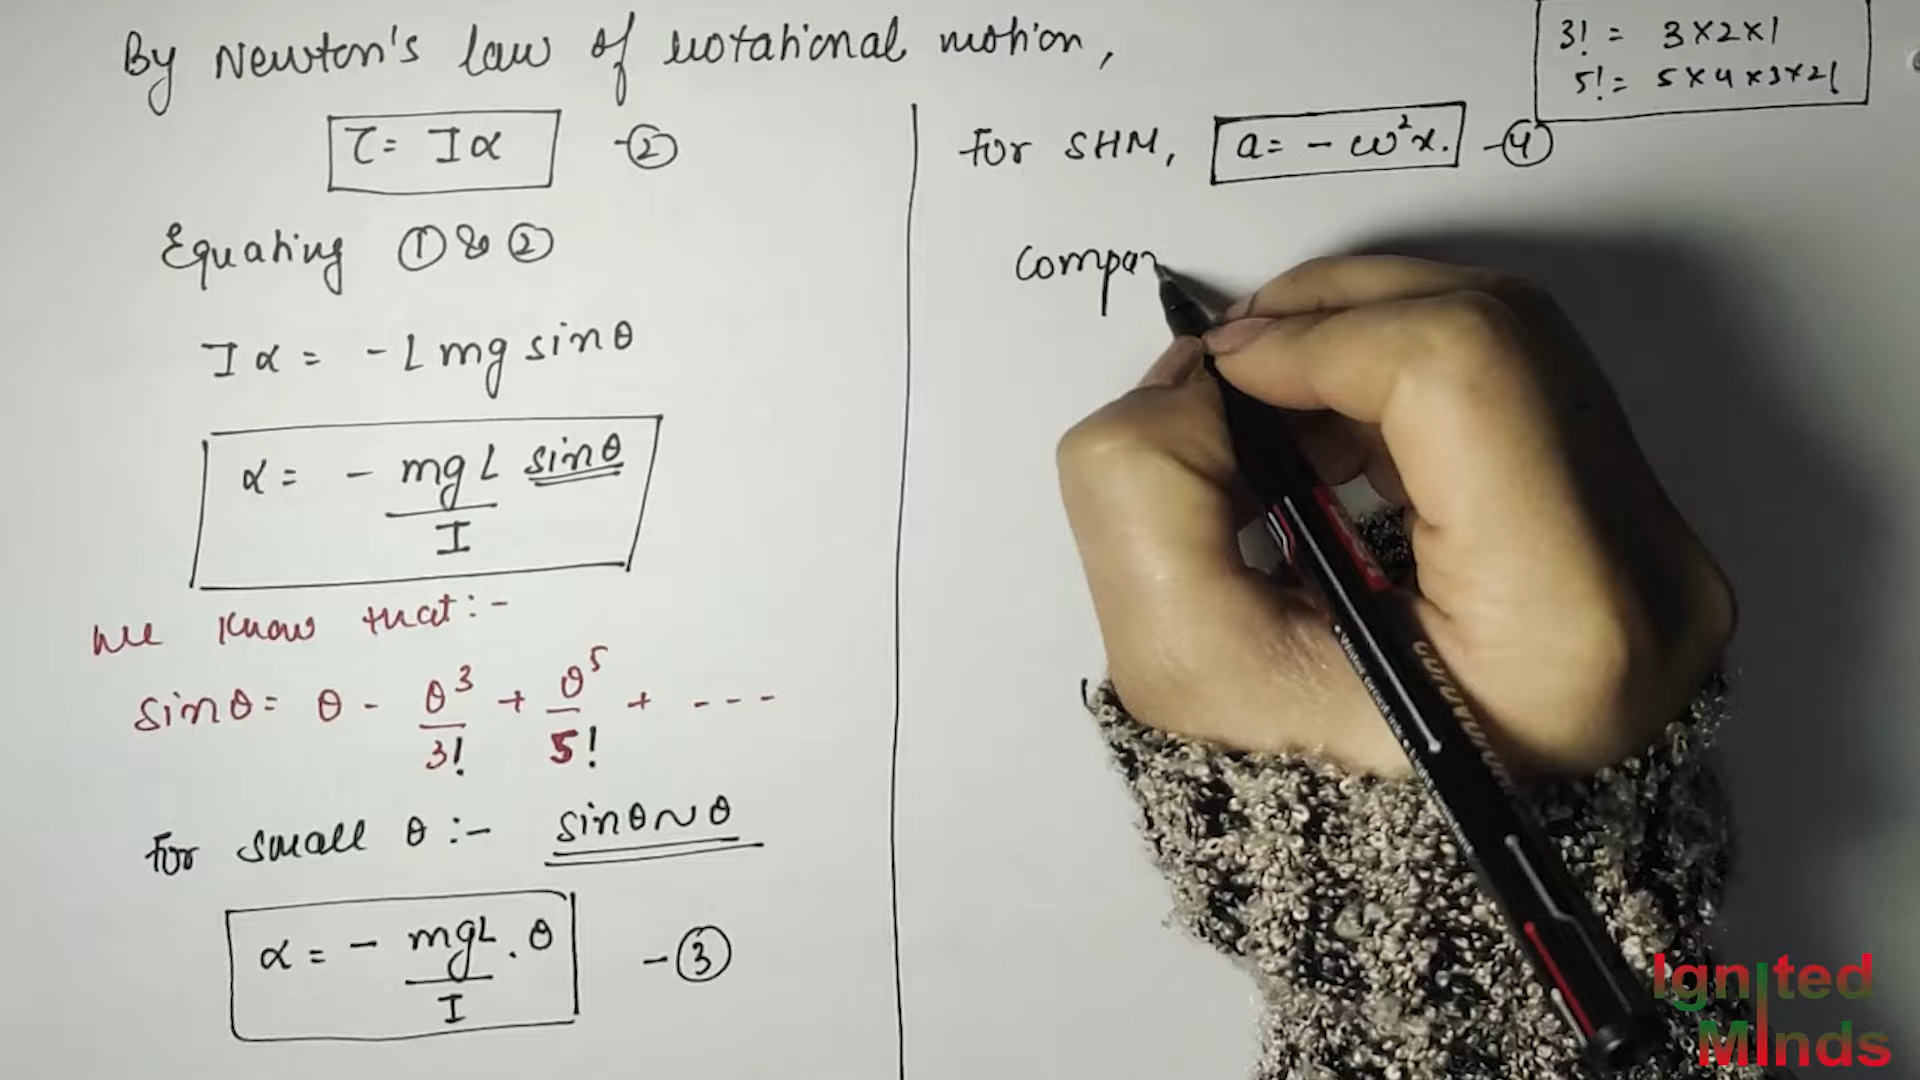 By Newton's law of rotational motion,
τ = Iα -②
Equating ① & ②
Iα = - L mg sinθ
α = - mgL/I sinθ
We know that :-
sinθ = θ - θ³/3! + θ⁵/5! + ---
For small θ :- sinθ ~ θ
α = - mgL/I . θ -③
3! = 3×2×1
5! = 5×4×3×21
For SHM, a = - ω²x. -④
Compar
Ignited
Minds